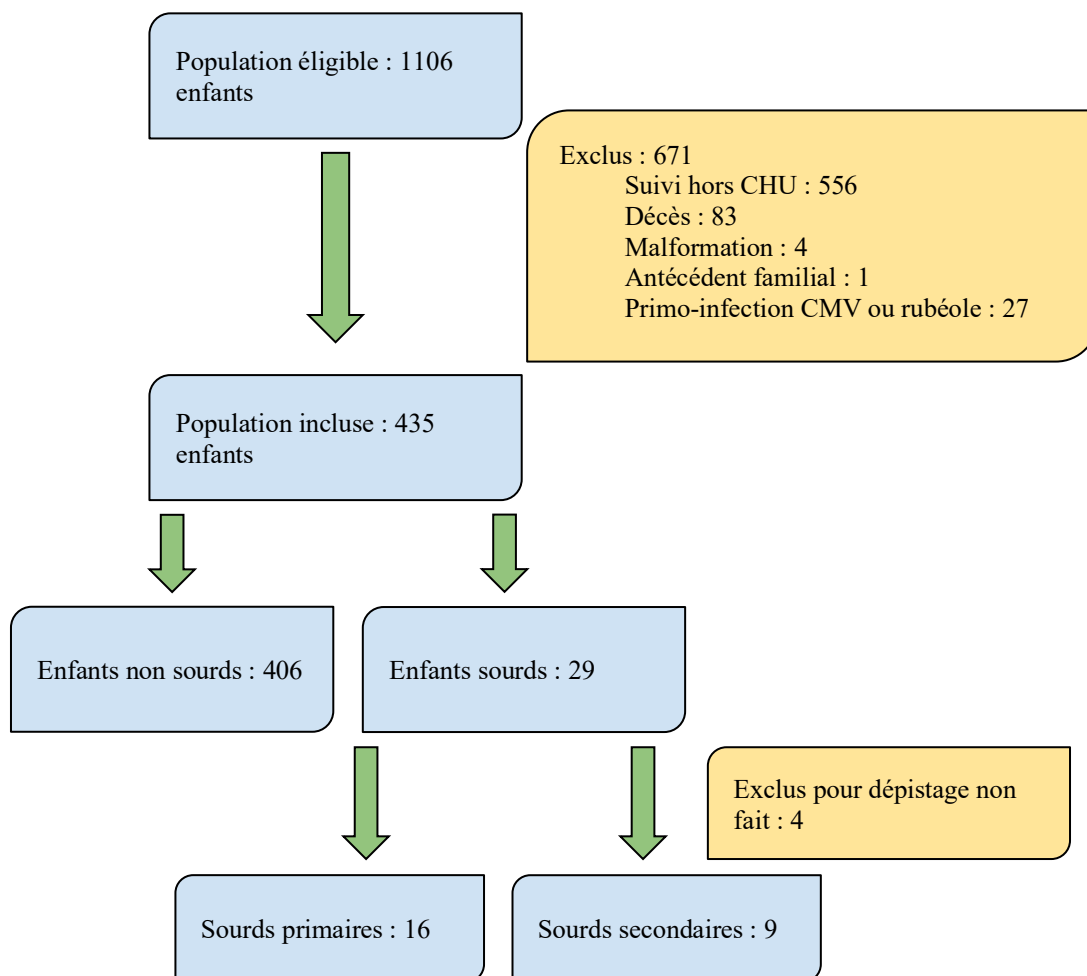 Population éligible : 1106
enfants
Exclus : 671
Suivi hors CHU : 556
Décès : 83
Malformation : 4
Antécédent familial : 1
Primo-infection CMV ou rubéole : 27
Population incluse : 435
enfants
Enfants non sourds : 406
Enfants sourds : 29
Exclus pour dépistage non
fait : 4
Sourds primaires : 16
Sourds secondaires : 9